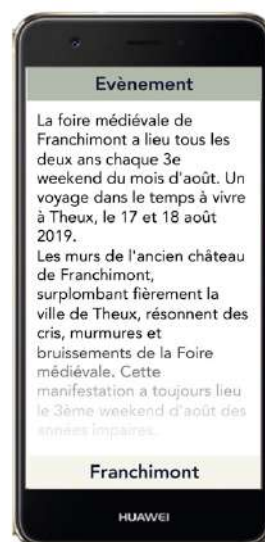 Evènement
La foire médiévale de
Franchimont a lieu tous les
deux ans chaque 3e
weekend du mois d'août. Un
voyage dans le temps à vivre
à Theux, le 17 et 18 août
2019.
Les murs de l'ancien château
de Franchimont,
surplombant fièrement la
ville de Theux, résonnent des
cris, murmures et
bruissements de la Foire
médiévale. Cette
manifestation a toujours lieu
le 3ème weekend d'août des
années impaires.
Franchimont
HUAWEI